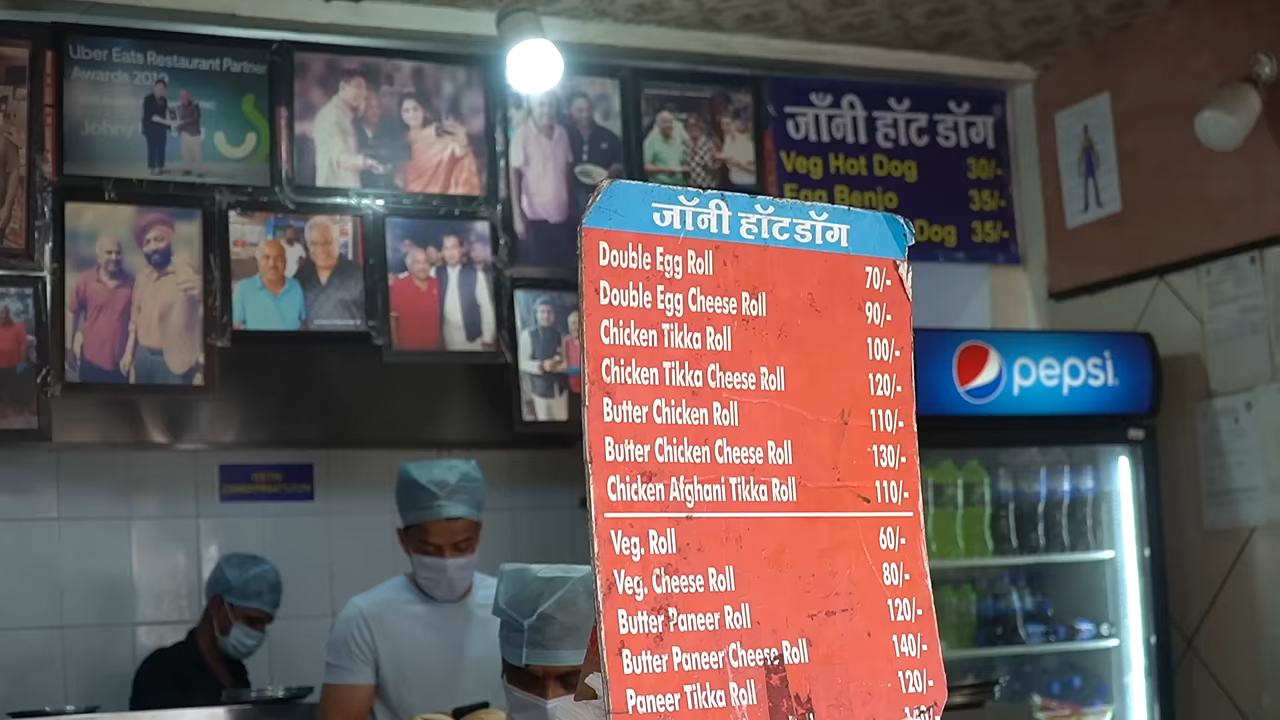 Uber Eats Restaurant Partner
Awards 2019
Johny
जॉनी हॉट डॉग
Veg Hot Dog 30/-
Egg Benjo 35/-
Dog 35/-
जॉनी हॉटडॉग
Double Egg Roll 70/-
Double Egg Cheese Roll 90/-
Chicken Tikka Roll 100/-
Chicken Tikka Cheese Roll 120/-
Butter Chicken Roll 110/-
Butter Chicken Cheese Roll 130/-
Chicken Afghani Tikka Roll 110/-
Veg. Roll 60/-
Veg. Cheese Roll 80/-
Butter Paneer Roll 120/-
Butter Paneer Cheese Roll 140/-
Paneer Tikka Roll 120/-
pepsi